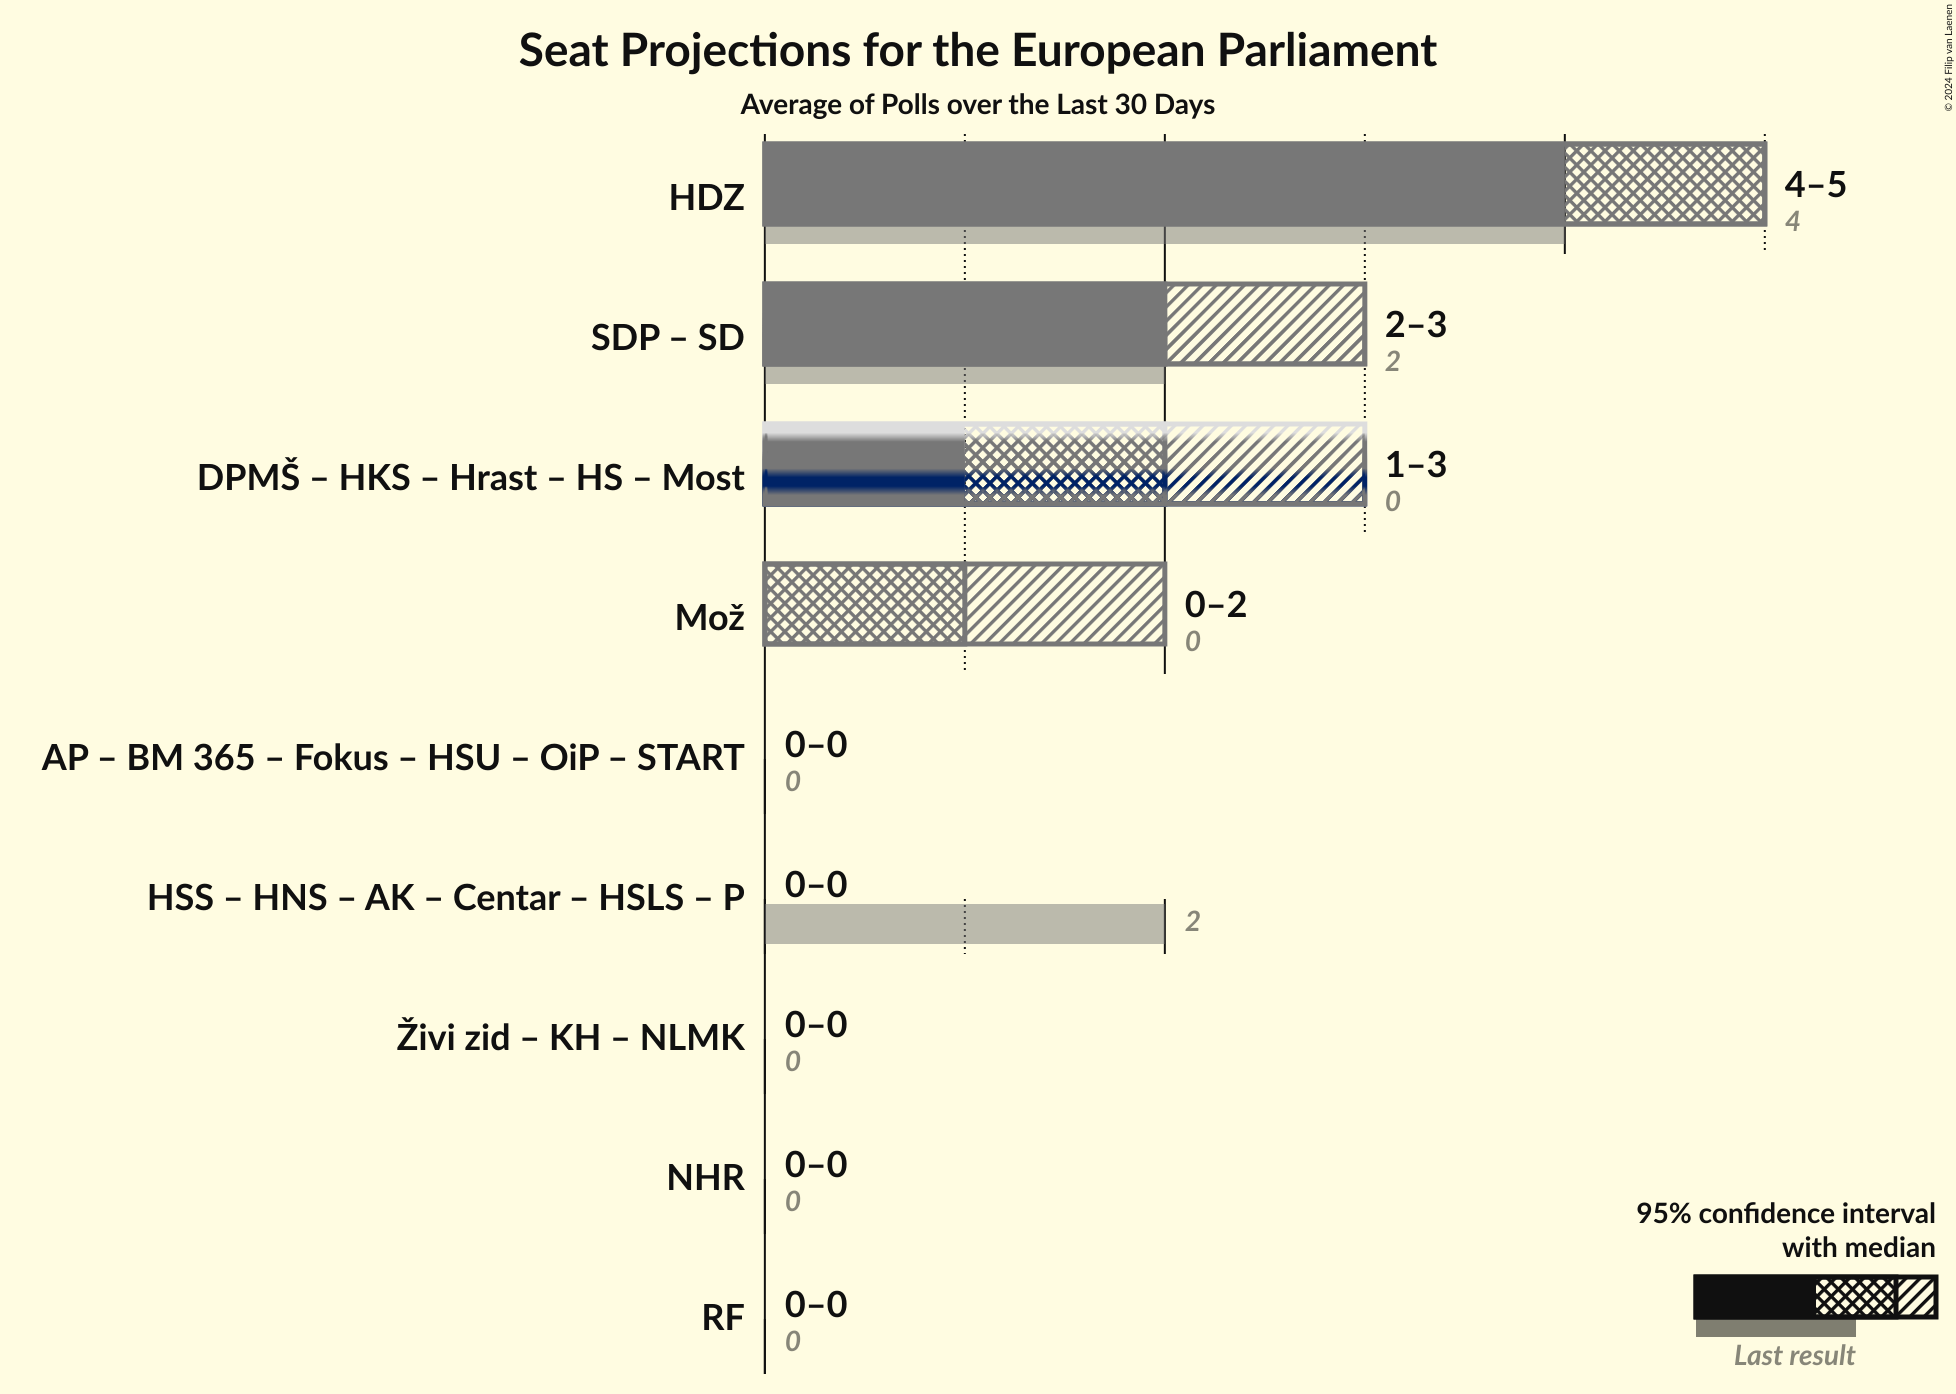 Seat Projections for the European Parliament
Average of Polls over the Last 30 Days
© 2024 Filip van Laenen
HDZ
4–5
4
SDP – SD
2–3
2
DPMŠ – HKS – Hrast – HS – Most
1–3
0
Mož
0–2
0
AP – BM 365 – Fokus – HSU – OiP – START
0–0
0
HSS – HNS – AK – Centar – HSLS – P
0–0
2
Živi zid – KH – NLMK
0–0
0
NHR
0–0
0
RF
0–0
0
95% confidence interval
with median
Last result